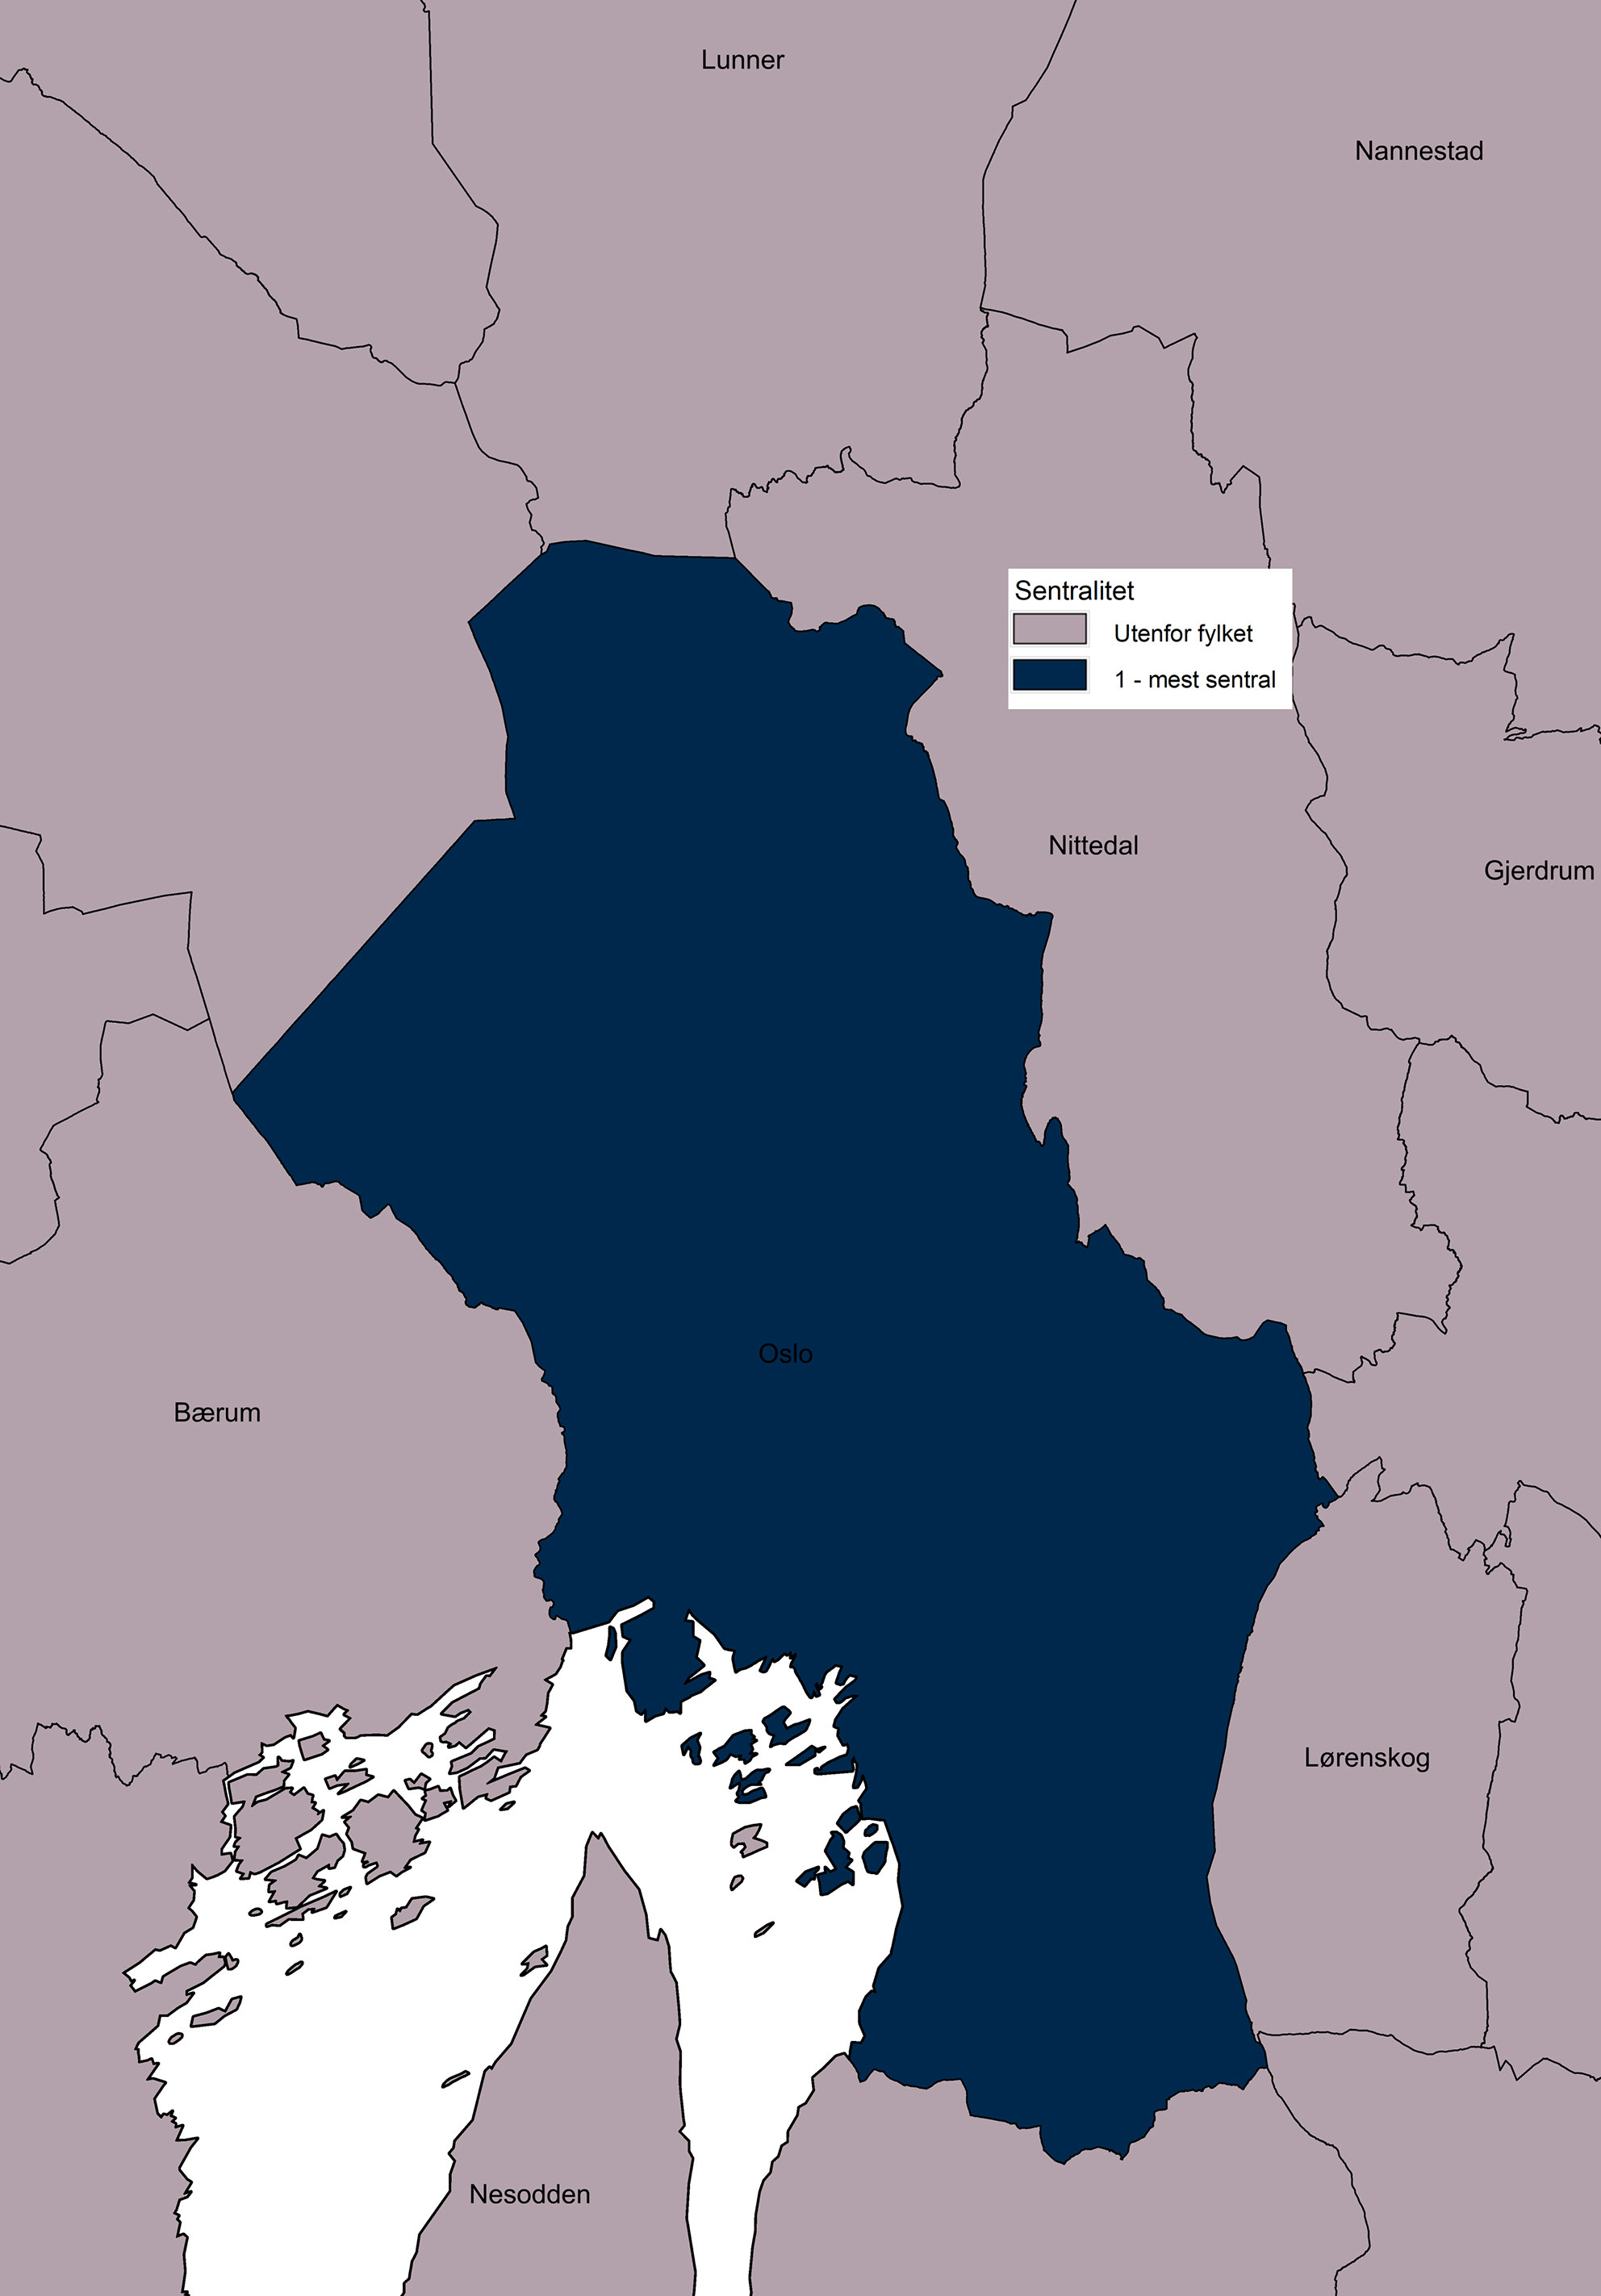 Lunner
Nannestad
Sentralitet
Utenfor fylket
1 - mest sentral
Nittedal
Gjerdrum
Oslo
Bærum
Lørenskog
Nesodden